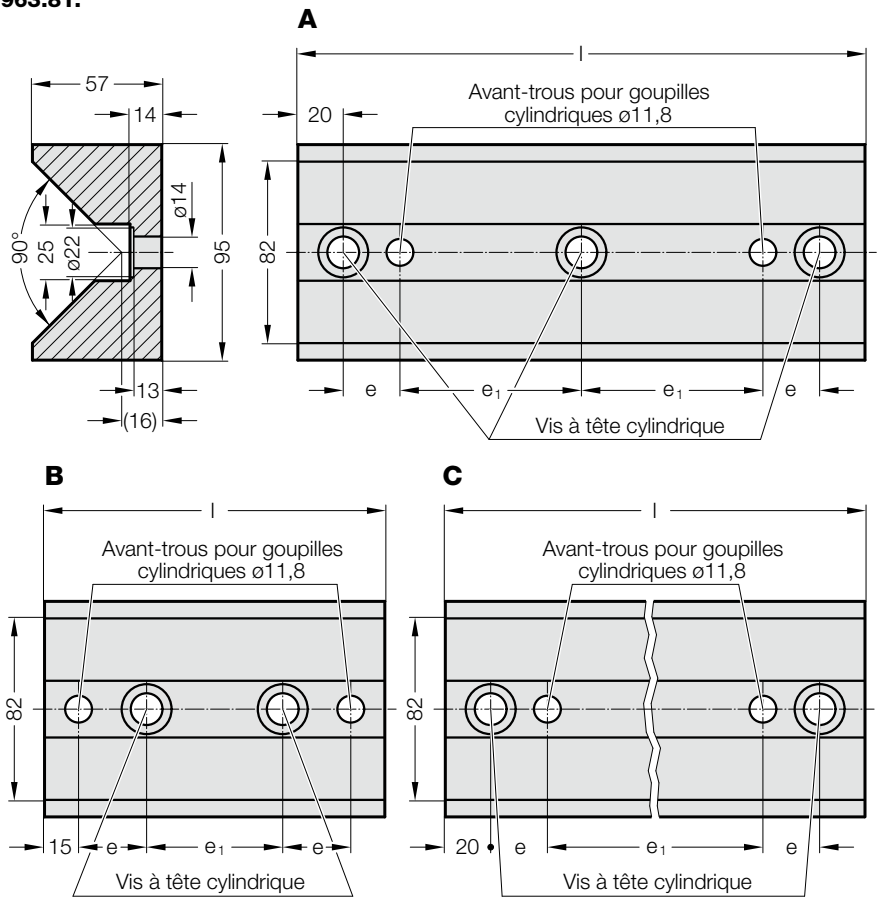 963.81.
A
l
57
14
20
Avant-trous pour goupilles
cylindriques ø11,8
90°
25
ø22
ø14
95
82
13
(16)
e
e₁
e₁
e
Vis à tête cylindrique
B
l
Avant-trous pour goupilles
cylindriques ø11,8
82
15
e
e₁
e
Vis à tête cylindrique
C
l
Avant-trous pour goupilles
cylindriques ø11,8
82
20
e
e₁
e
Vis à tête cylindrique